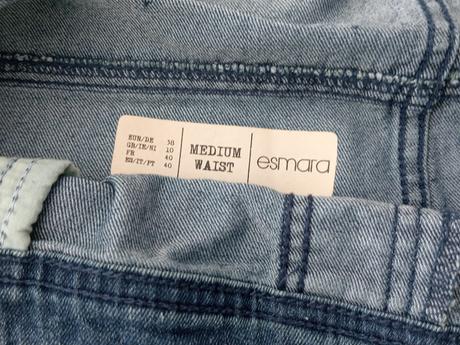 EUR/DE 38
GB/IE/NI 10
FR 40
ES/IT/PT 40
MEDIUM
WAIST
esmara